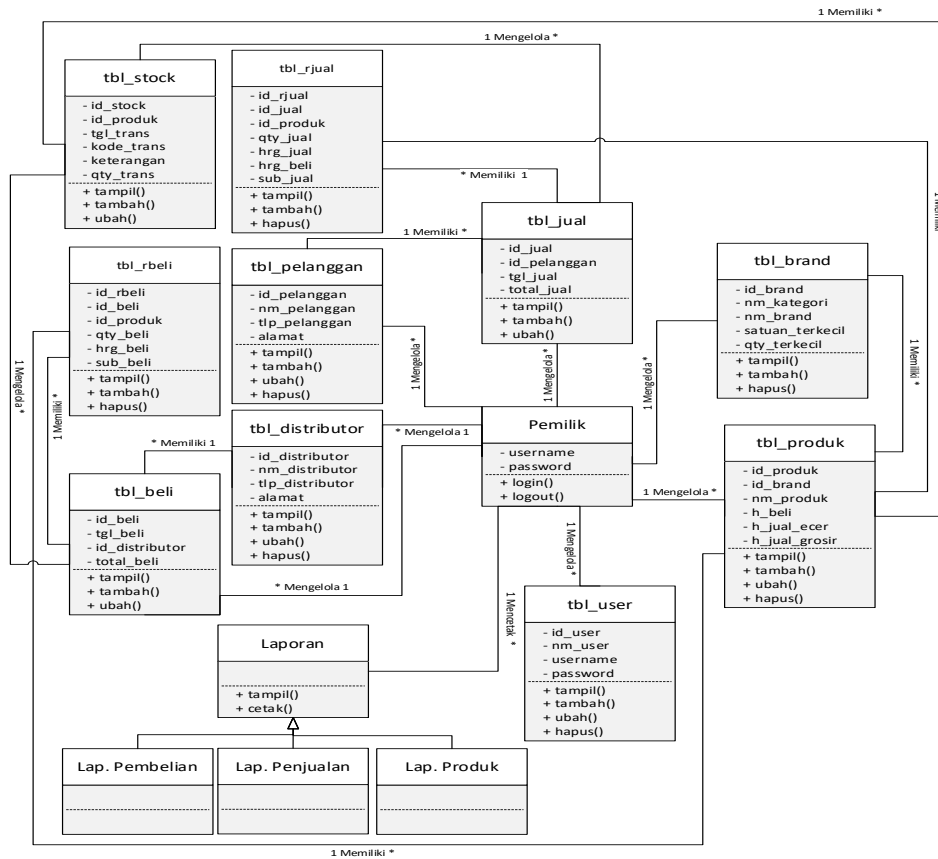 1 Memiliki *
1 Mengelola *
tbl_stock
- id_stock
- id_produk
- tgl_trans
- kode_trans
- keterangan
- qty_trans
+ tampil()
+ tambah()
+ ubah()
tbl_rjual
- id_rjual
- id_jual
- id_produk
- qty_jual
- hrg_jual
- hrg_beli
- sub_jual
+ tampil()
+ tambah()
+ hapus()
* Memiliki 1
tbl_jual
- id_jual
- id_pelanggan
- tgl_jual
- total_jual
+ tampil()
+ tambah()
+ ubah()
1 Memiliki *
tbl_rbeli
- id_rbeli
- id_beli
- id_produk
- qty_beli
- hrg_beli
- sub_beli
+ tampil()
+ tambah()
+ hapus()
tbl_pelanggan
- id_pelanggan
- nm_pelanggan
- tlp_pelanggan
- alamat
+ tampil()
+ tambah()
+ ubah()
+ hapus()
tbl_brand
- id_brand
- nm_kategori
- nm_brand
- satuan_terkecil
- qty_terkecil
+ tampil()
+ tambah()
+ hapus()
1 Mengelola *
1 Memiliki *
1 Mengelola*
1 Mengelola*
1 Mengelola*
1 Memiliki *
tbl_distributor
- id_distributor
- nm_distributor
- tlp_distributor
- alamat
+ tampil()
+ tambah()
+ ubah()
+ hapus()
* Mengelola 1
Pemilik
- username
- password
+ login()
+ logout()
tbl_produk
- id_produk
- id_brand
- nm_produk
- h_beli
- h_jual_ecer
- h_jual_grosir
+ tampil()
+ tambah()
+ ubah()
+ hapus()
* Memiliki 1
1 Mengelola *
tbl_beli
- id_beli
- tgl_beli
- id_distributor
- total_beli
+ tampil()
+ tambah()
+ ubah()
* Mengelola 1
1 Mengelola*
1 Mencetak *
tbl_user
- id_user
- nm_user
- username
- password
+ tampil()
+ tambah()
+ ubah()
+ hapus()
Laporan
+ tampil()
+ cetak()
Lap. Pembelian
Lap. Penjualan
Lap. Produk
1 Memiliki *